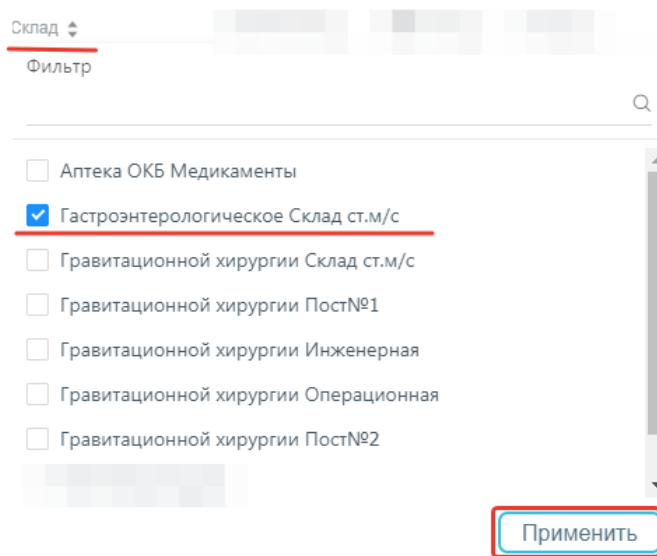 Склад
Фильтр
Аптека ОКБ Медикаменты
Гастроэнтерологическое Склад ст.м/с
Гравитационной хирургии Склад ст.м/с
Гравитационной хирургии Пост№1
Гравитационной хирургии Инженерная
Гравитационной хирургии Операционная
Гравитационной хирургии Пост№2
Применить